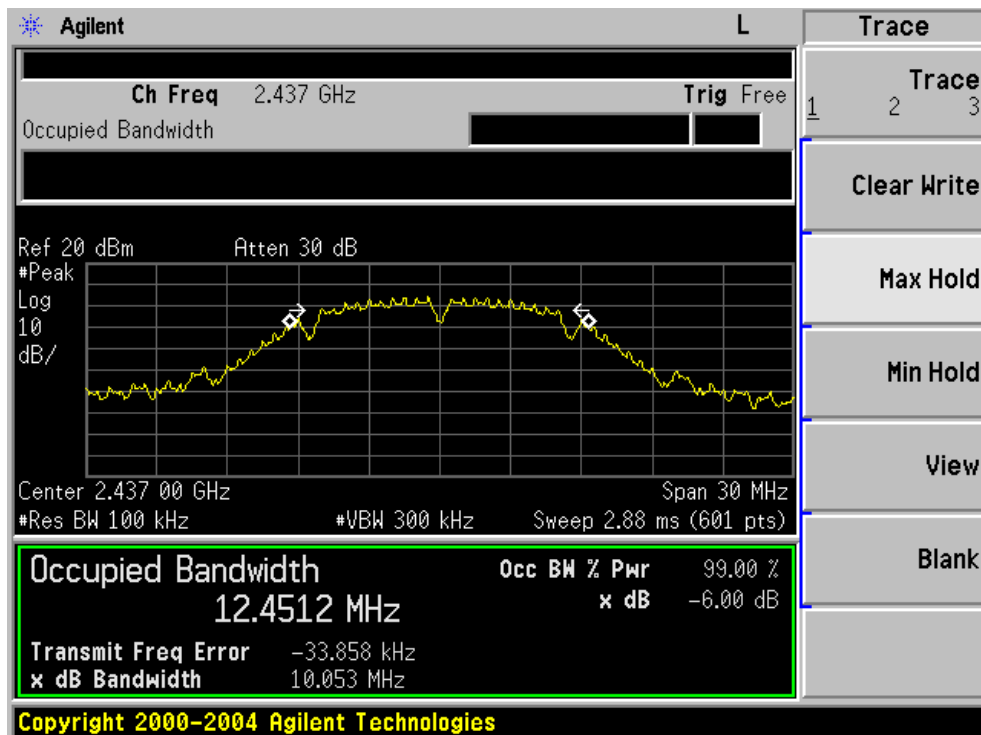 Agilent L Trace
Ch Freq 2.437 GHz Trig Free
Occupied Bandwidth
Trace
1 2 3
Clear Write
Max Hold
Min Hold
View
Blank
Ref 20 dBm Atten 30 dB
#Peak
Log
10
dB/
Center 2.437 00 GHz Span 30 MHz
#Res BW 100 kHz #VBW 300 kHz Sweep 2.88 ms (601 pts)
Occupied Bandwidth Occ BW % Pwr 99.00 %
12.4512 MHz x dB -6.00 dB
Transmit Freq Error -33.858 kHz
x dB Bandwidth 10.053 MHz
Copyright 2000-2004 Agilent Technologies